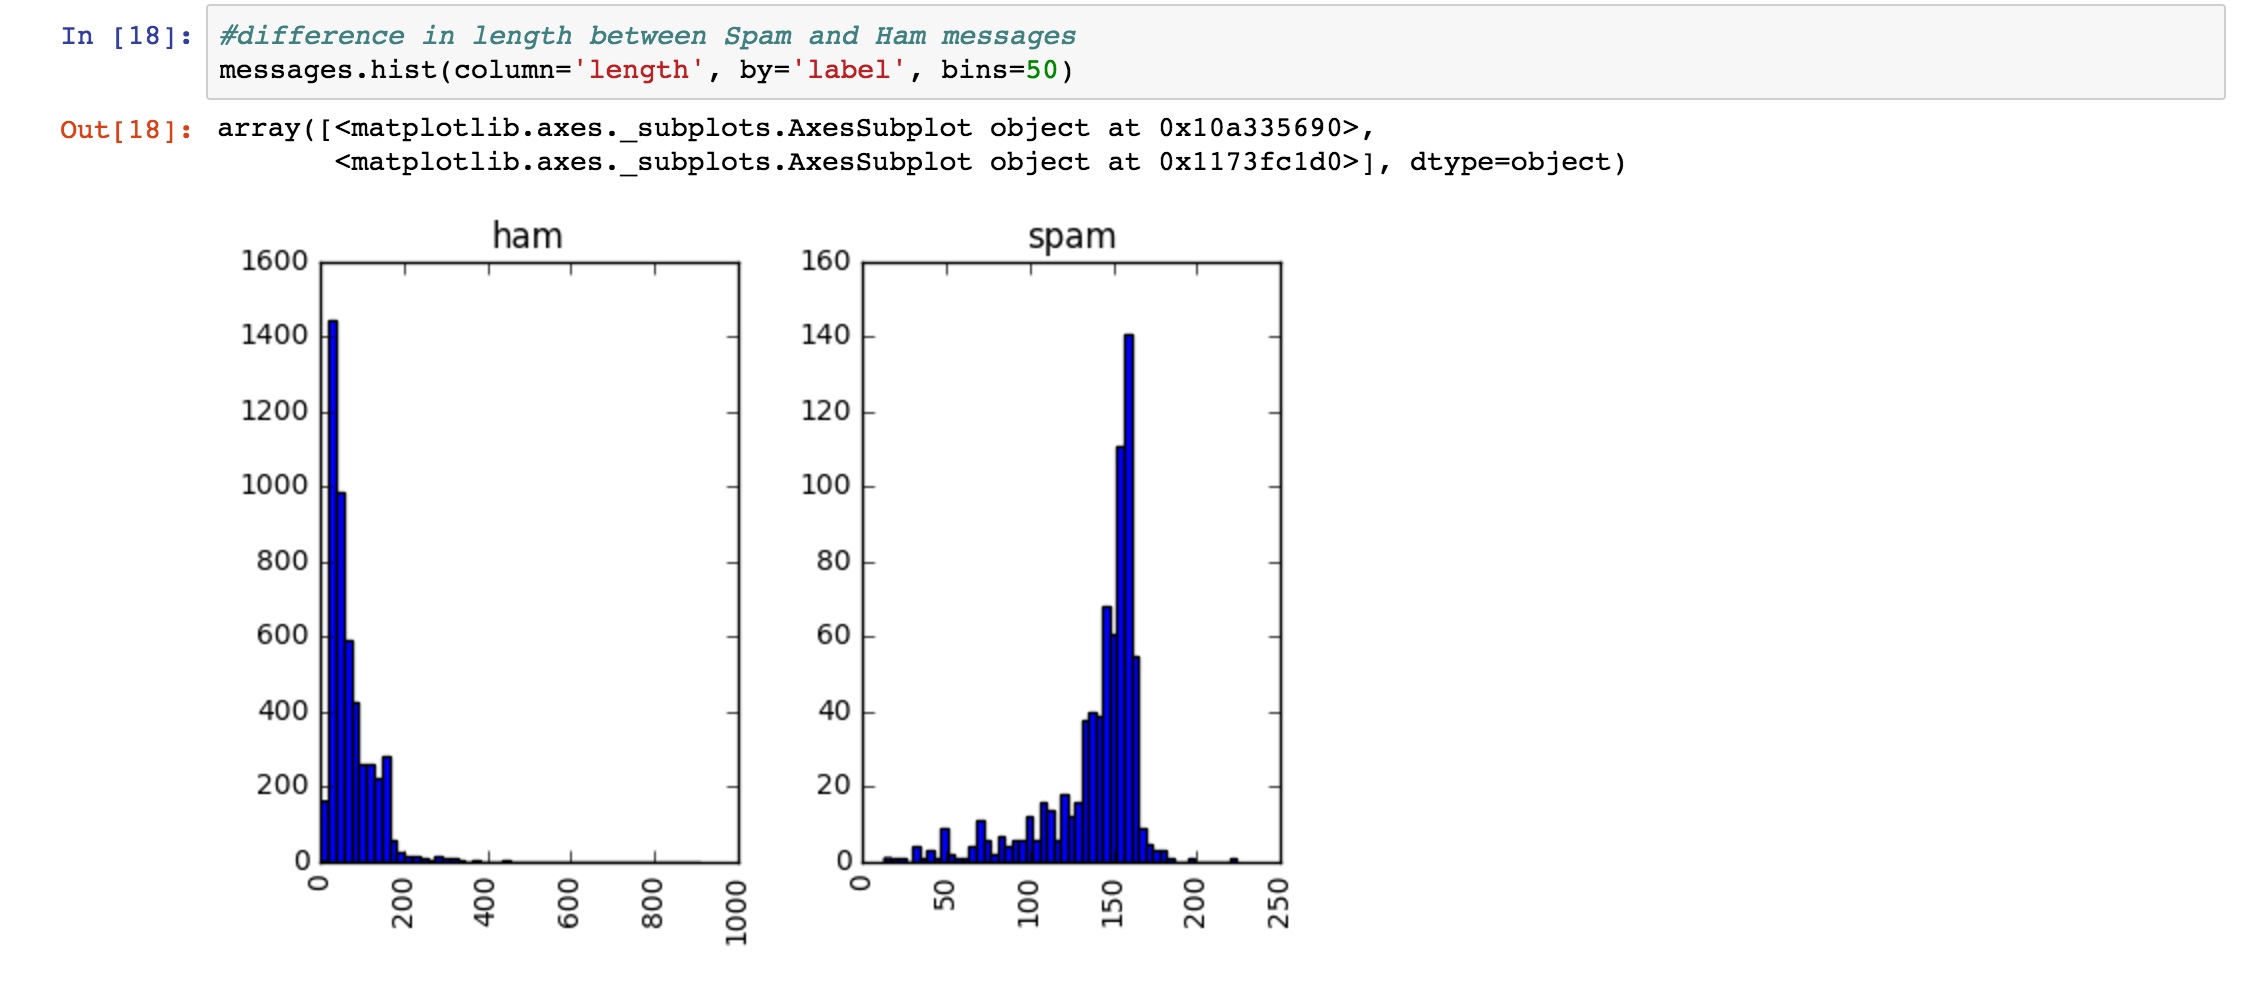 In [18]: #difference in length between Spam and Ham messages
messages.hist(column='length', by='label', bins=50)
Out[18]: array([<matplotlib.axes._subplots.AxesSubplot object at 0x10a335690>,
<matplotlib.axes._subplots.AxesSubplot object at 0x1173fc1d0>], dtype=object)
ham
1600
1400
1200
1000
800
600
400
200
0
0 200 400 600 800 1000
spam
160
140
120
100
80
60
40
20
0
0 50 100 150 200 250